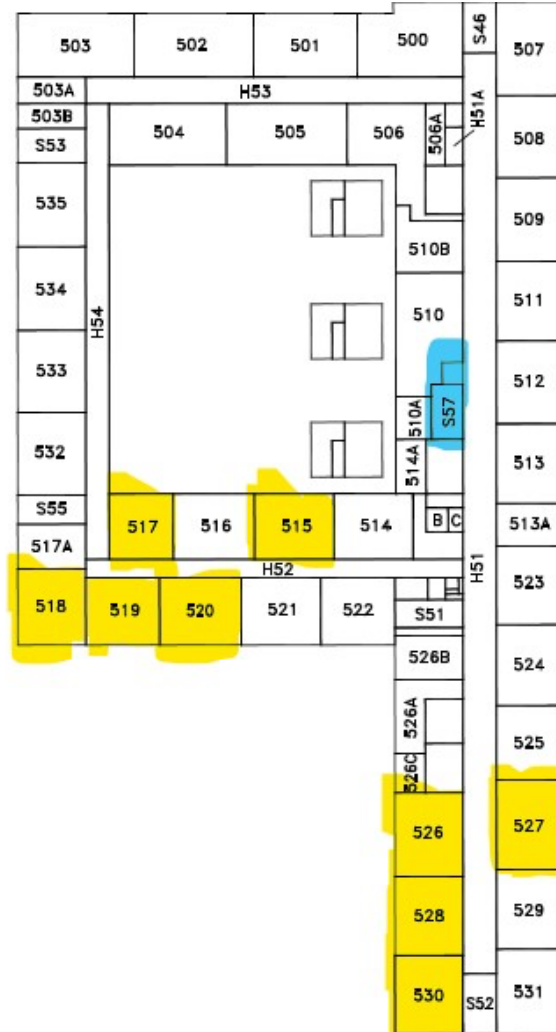 503 502 501 500 S46 507
503A H53
503B 504 505 506 506A H51A 508
S53
535 509
510B
534 H54 510 511
533 512
510A S57
532 514A 513
S55 517 516 515 514 B C 513A
517A H52 H51
518 519 520 521 522 S51 523
526B 524
526A
526C 525
526 527
528 529
530 S52 531